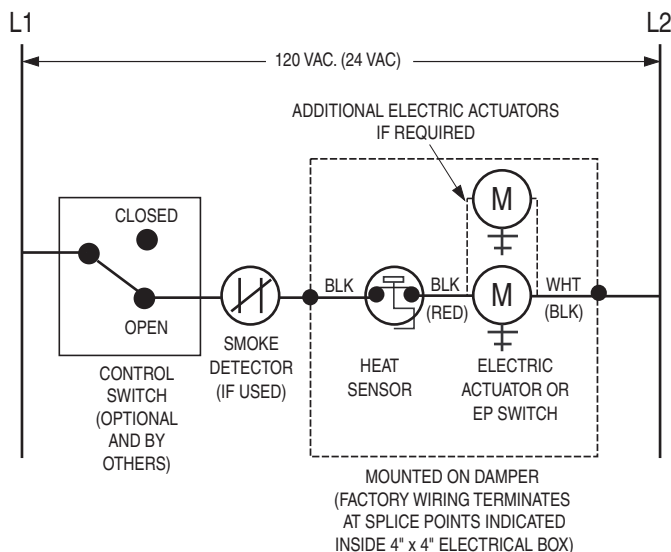 L1
L2
120 VAC. (24 VAC)
ADDITIONAL ELECTRIC ACTUATORS
IF REQUIRED
M
CLOSED
OPEN
BLK
BLK
(RED)
M
WHT
(BLK)
CONTROL
SWITCH
(OPTIONAL
AND BY
OTHERS)
SMOKE
DETECTOR
(IF USED)
HEAT
SENSOR
ELECTRIC
ACTUATOR OR
EP SWITCH
MOUNTED ON DAMPER
(FACTORY WIRING TERMINATES
AT SPLICE POINTS INDICATED
INSIDE 4" x 4" ELECTRICAL BOX)